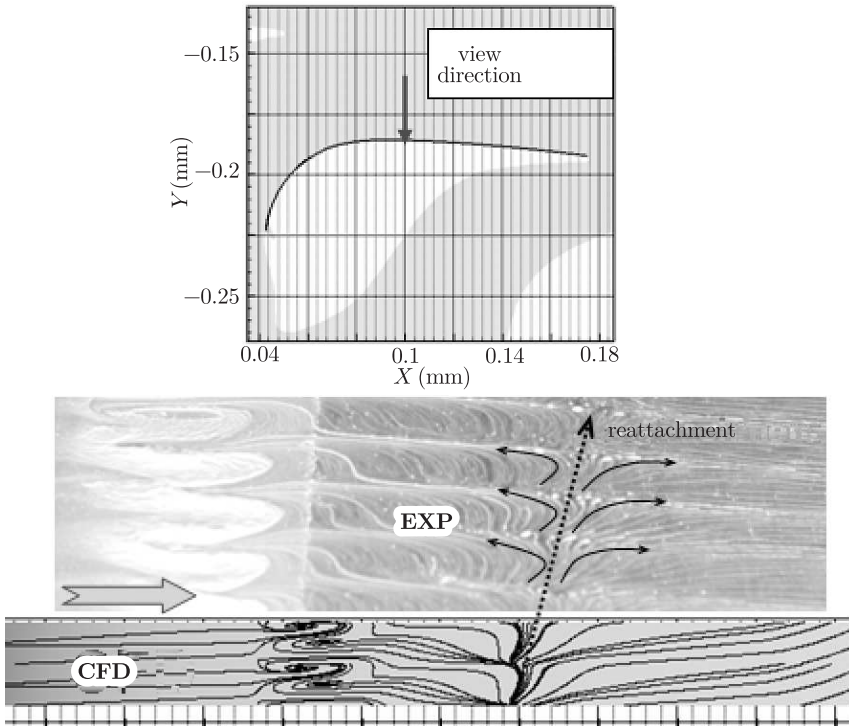 −0.15
view
direction
Y (mm)
−0.2
−0.25
0.04
0.1
0.14
0.18
X (mm)
reattachment
EXP
CFD